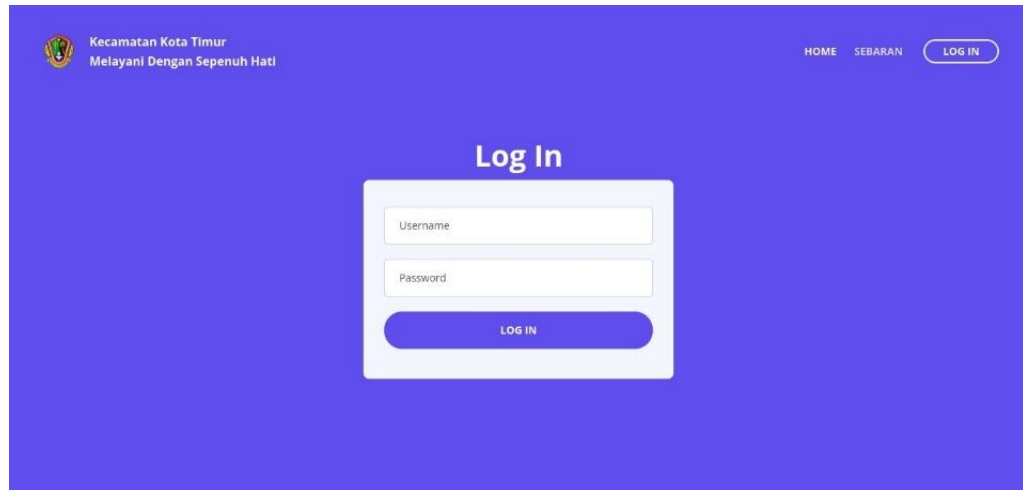 Kecamatan Kota Timur
Melayani Dengan Sepenuh Hati
HOME SEBARAN LOG IN
Log In
Username
Password
LOG IN